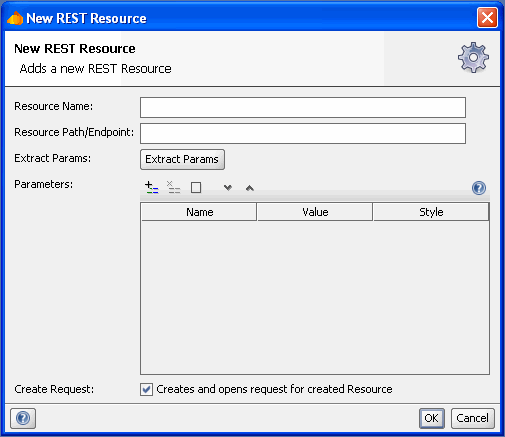 New REST Resource
New REST Resource
Adds a new REST Resource
Resource Name:
Resource Path/Endpoint:
Extract Params: Extract Params
Parameters:
Name Value Style
Create Request: Creates and opens request for created Resource
OK Cancel